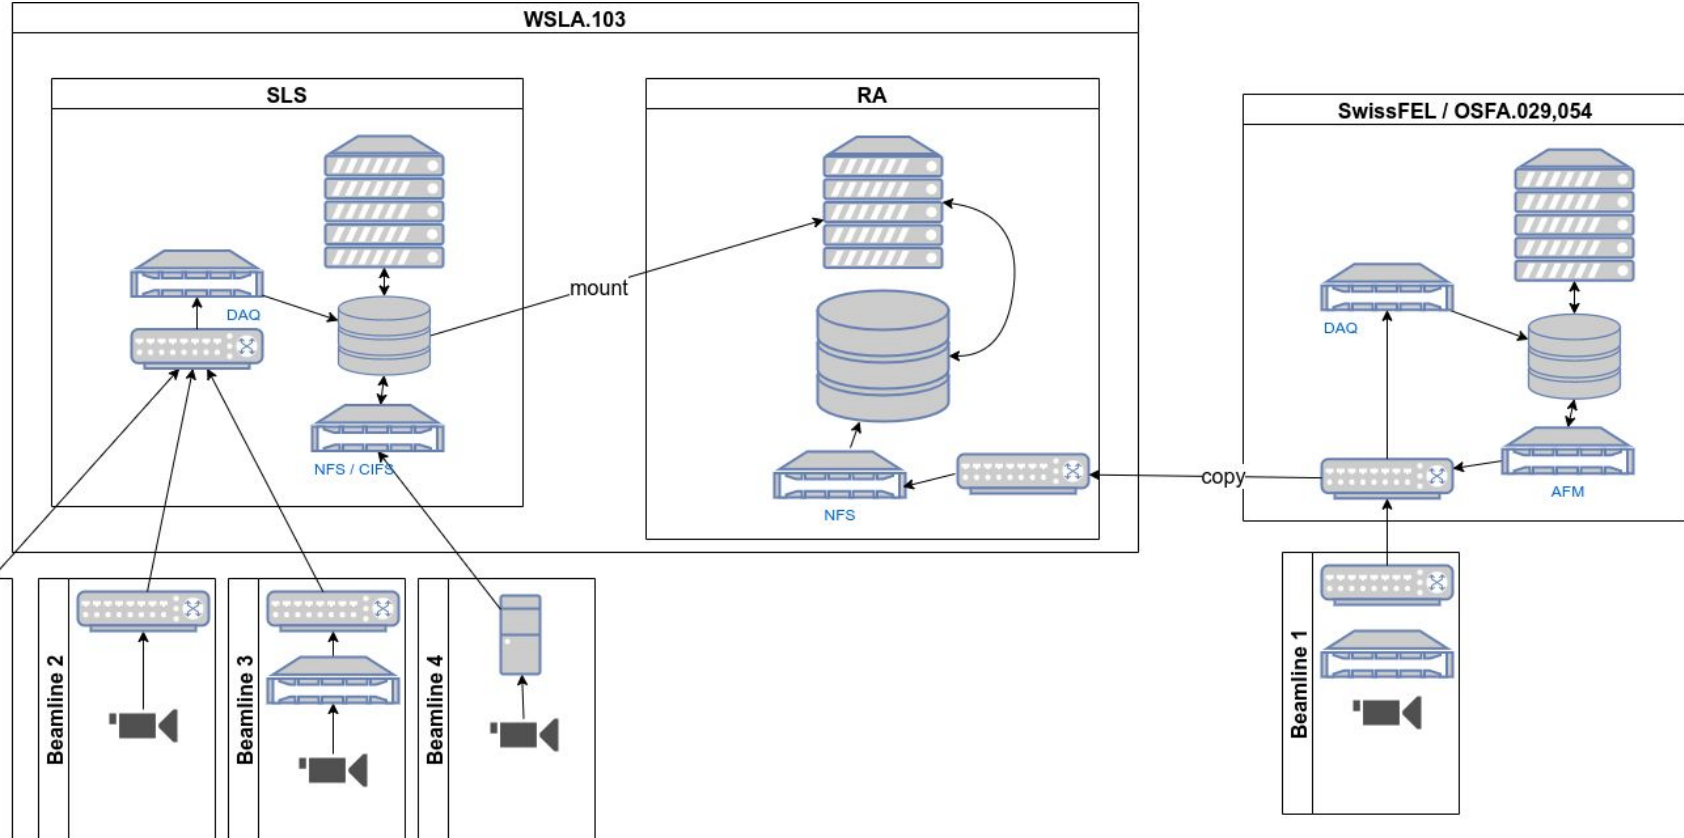 WSLA.103
SLS
RA
SwissFEL / OSFA.029,054
DAQ
mount
DAQ
NFS / CIFS
NFS
copy
AFM
Beamline 2
Beamline 3
Beamline 4
Beamline 1